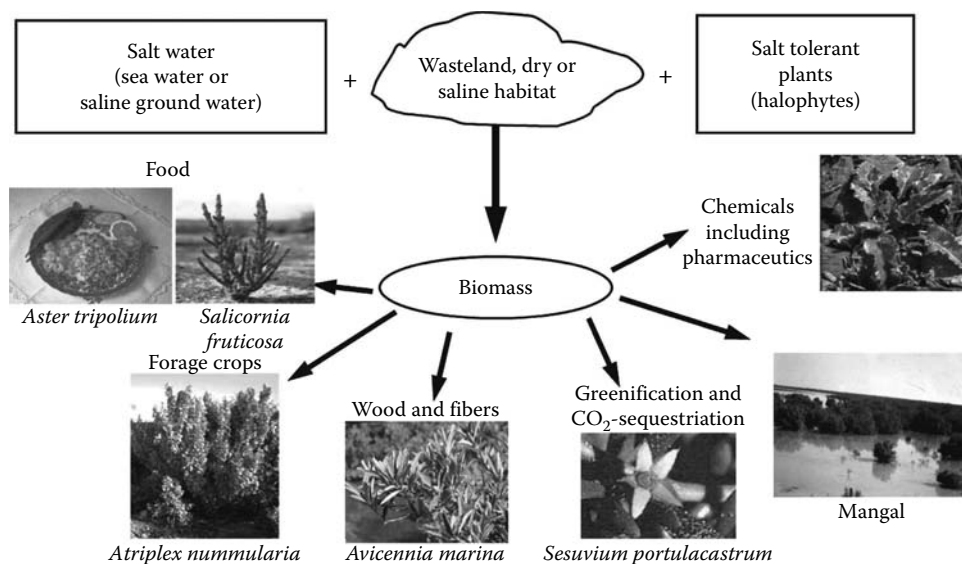 Salt water
(sea water or
saline ground water)
+
Wasteland, dry or
saline habitat
+
Salt tolerant
plants
(halophytes)
Food
Aster tripolium
Salicornia
fruticosa
Chemicals
including
pharmaceutics
Biomass
Forage crops
Atriplex nummularia
Wood and fibers
Avicennia marina
Greenification and
CO₂-sequestriation
Sesuvium portulacastrum
Mangal